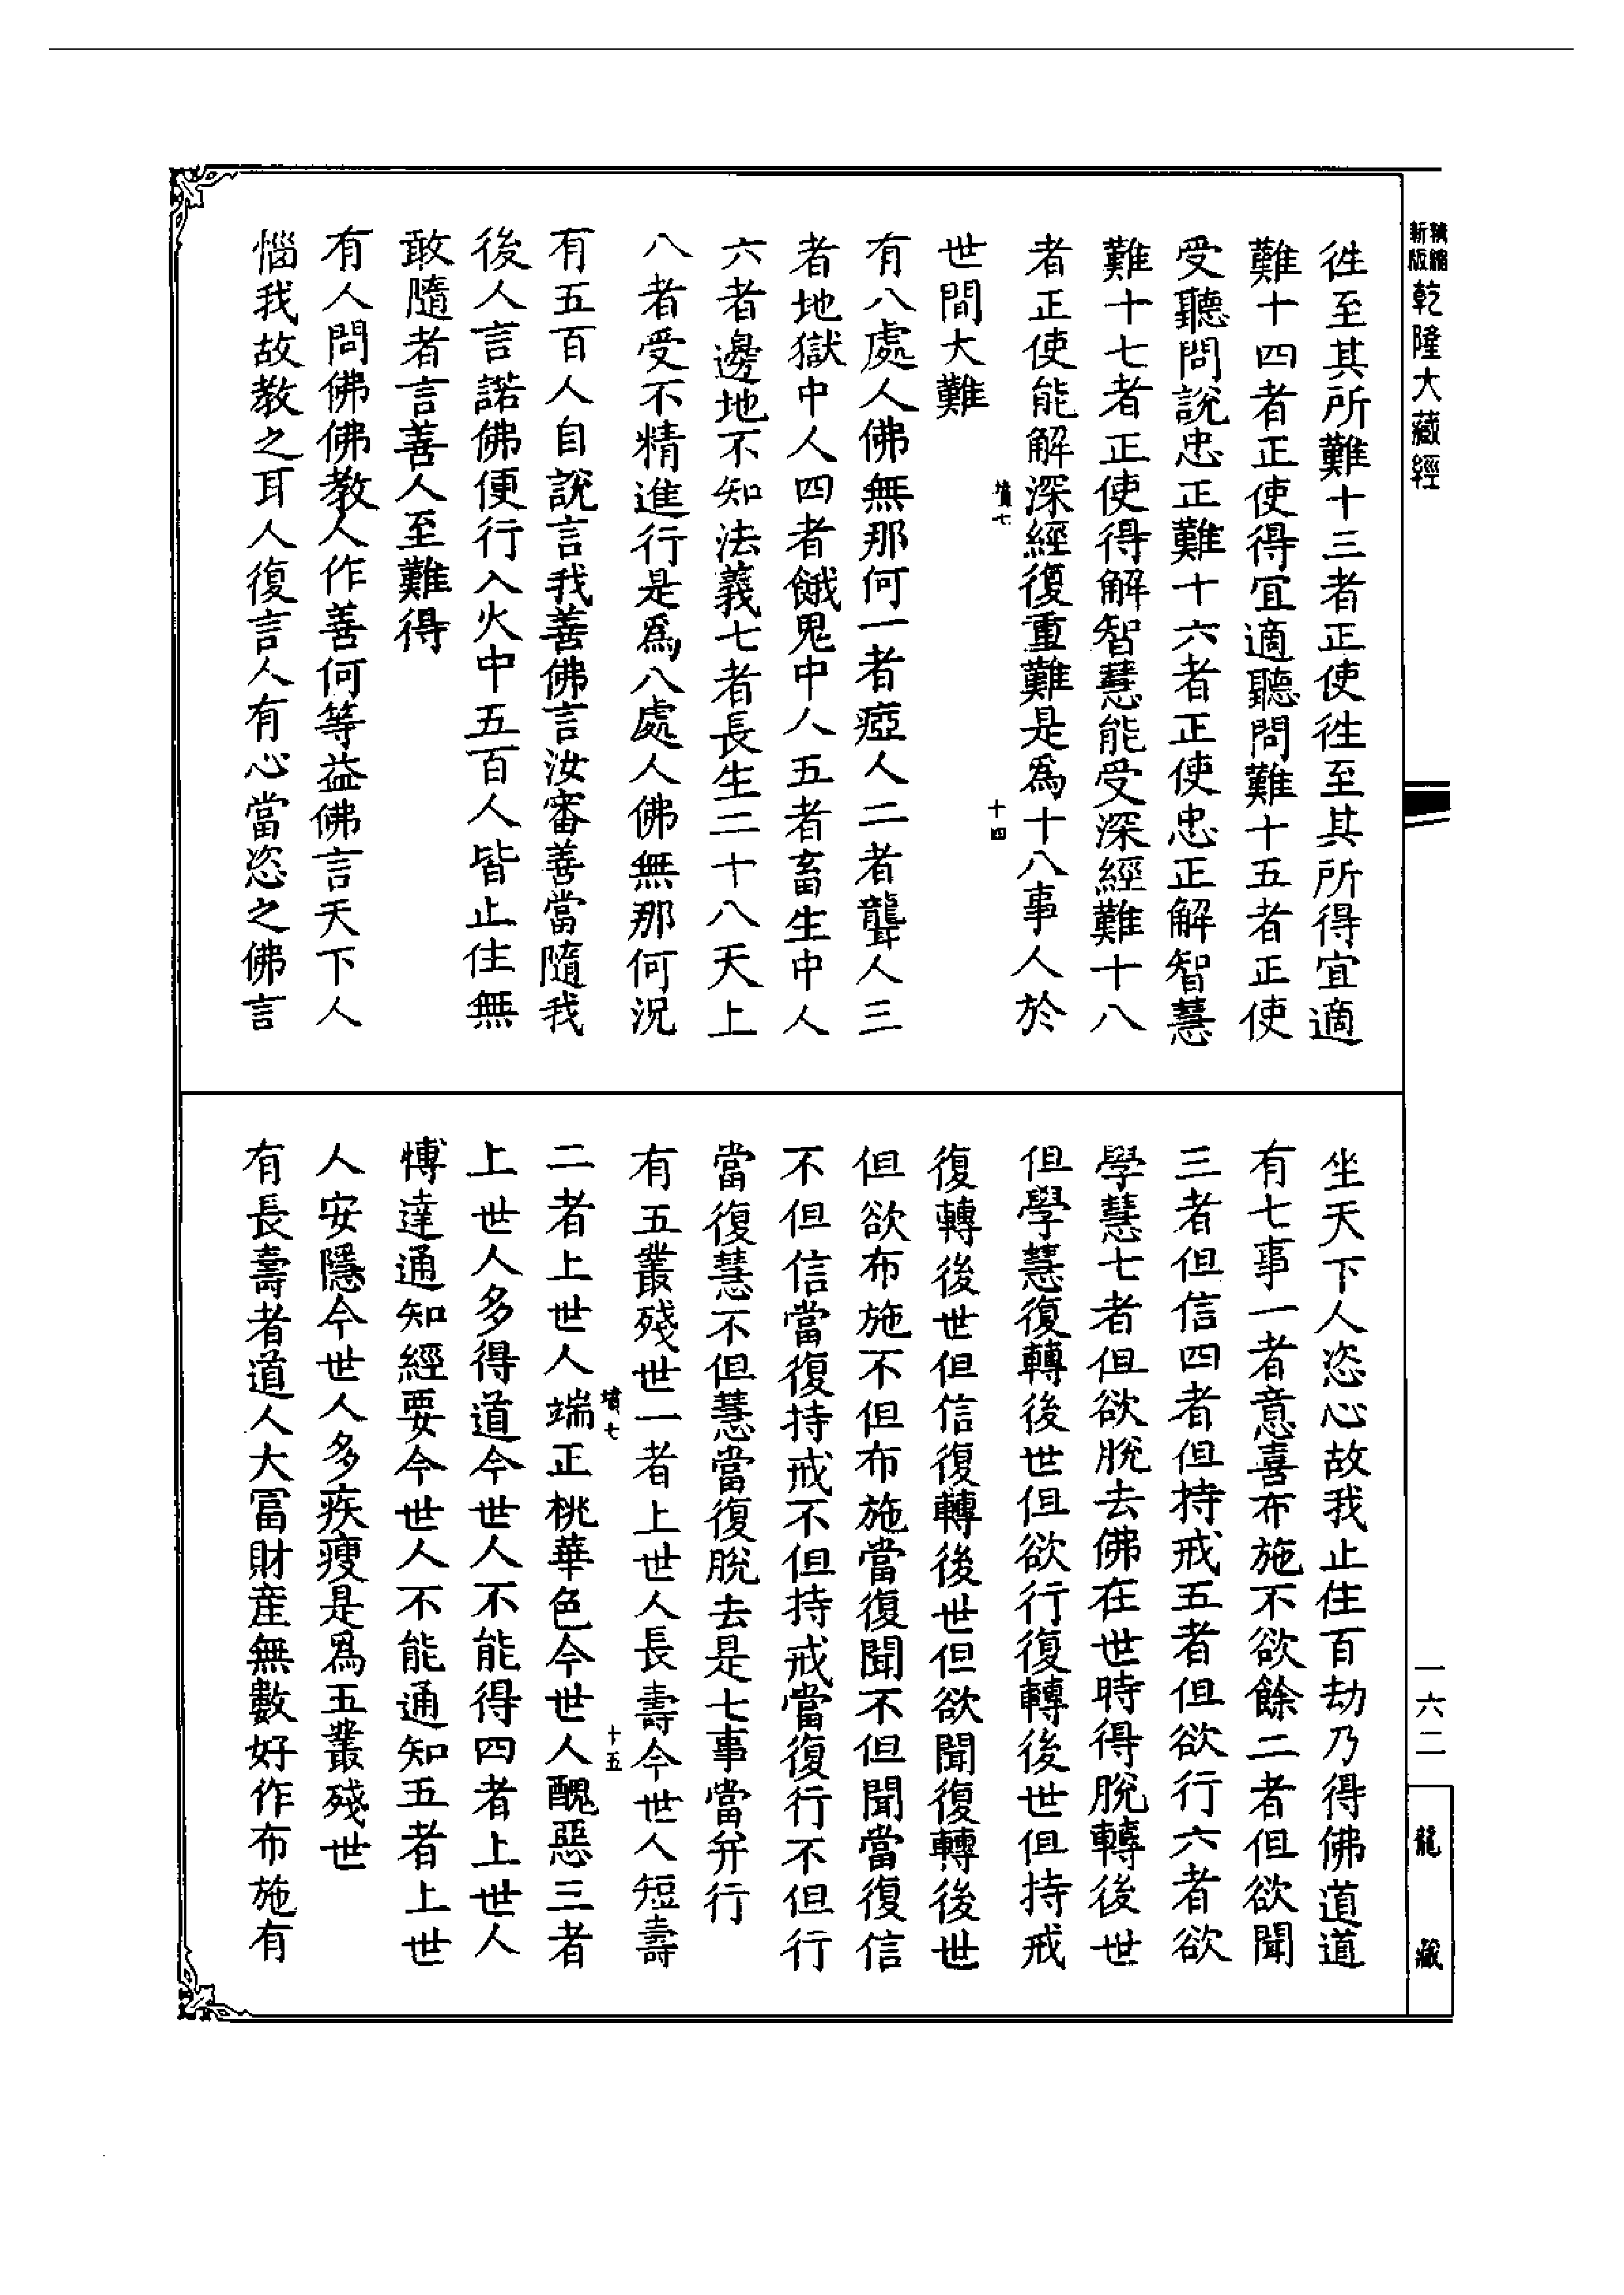 精縮新版乾隆大藏經
徃至其所難十三者正使徃至其所得宜適
難十四者正使得宜適聽問難十五者正使
受聽問說忠正難十六者正使忠正解智慧
難十七者正使得解智慧能受深經難十八
者正使能解深經復重難是爲十八事人於
墳七
十四
世間大難
有八處人佛無那何一者瘂人二者聾人三
者地獄中人四者餓鬼中人五者畜生中人
六者邊地不知法義七者長生二十八天上
八者受不精進行是爲八處人佛無那何況
有五百人自說言我善佛言汝審善當隨我
後人言諾佛便行入火中五百人皆止住無
敢隨者言善人至難得
有人問佛佛教人作善何等益佛言天下人
惱我故教之耳人復言人有心當恣之佛言
坐天下人恣心故我止住百劫乃得佛道道
有七事一者意喜布施不欲餘二者但欲聞
三者但信四者但持戒五者但欲行六者欲
學慧七者但欲脫去佛在世時得脫轉後世
但學慧復轉後世但欲行復轉後世但持戒
復轉後世但信復轉後世但欲聞復轉後世
但欲布施不但布施當復聞不但聞當復信
不但信當復持戒不但持戒當復行不但行
當復慧不但慧當復脫去是七事當并行
有五叢殘世一者上世人長壽今世人短壽
墳七
十五
二者上世人端正桃華色今世人醜惡三者
上世人多得道今世人不能得四者上世人
愽達通知經要今世人不能通知五者上世
人安隱今世人多疾瘦是爲五叢殘世
有長壽者道人大冨財産無數好作布施有
一六二
龍藏